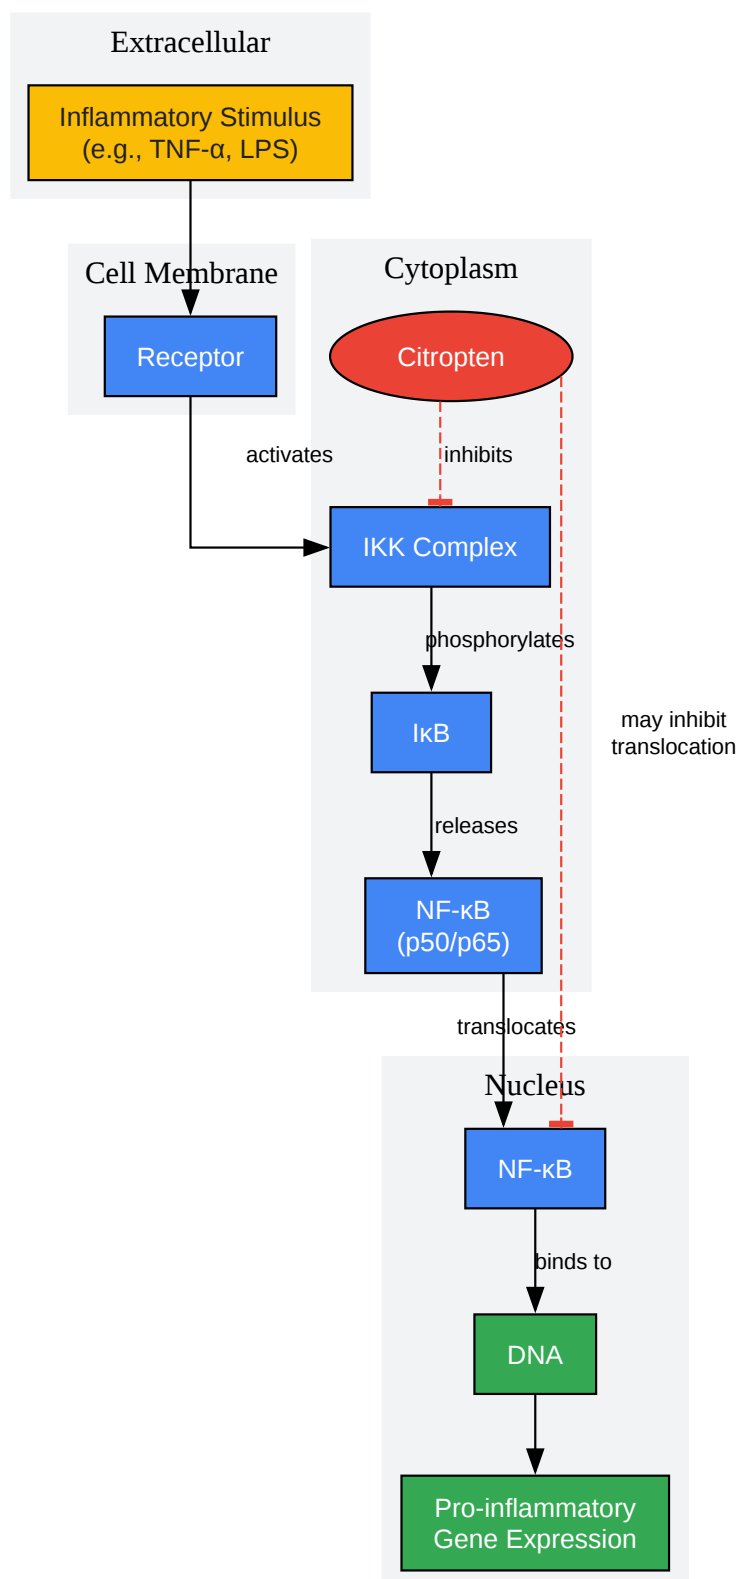 Extracellular
Inflammatory Stimulus
(e.g., TNF-α, LPS)
Cell Membrane
Cytoplasm
Receptor
Citropten
activates
inhibits
IKK Complex
phosphorylates
may inhibit
translocation
IκB
releases
NF-κB
(p50/p65)
translocates
Nucleus
NF-κB
binds to
DNA
Pro-inflammatory
Gene Expression